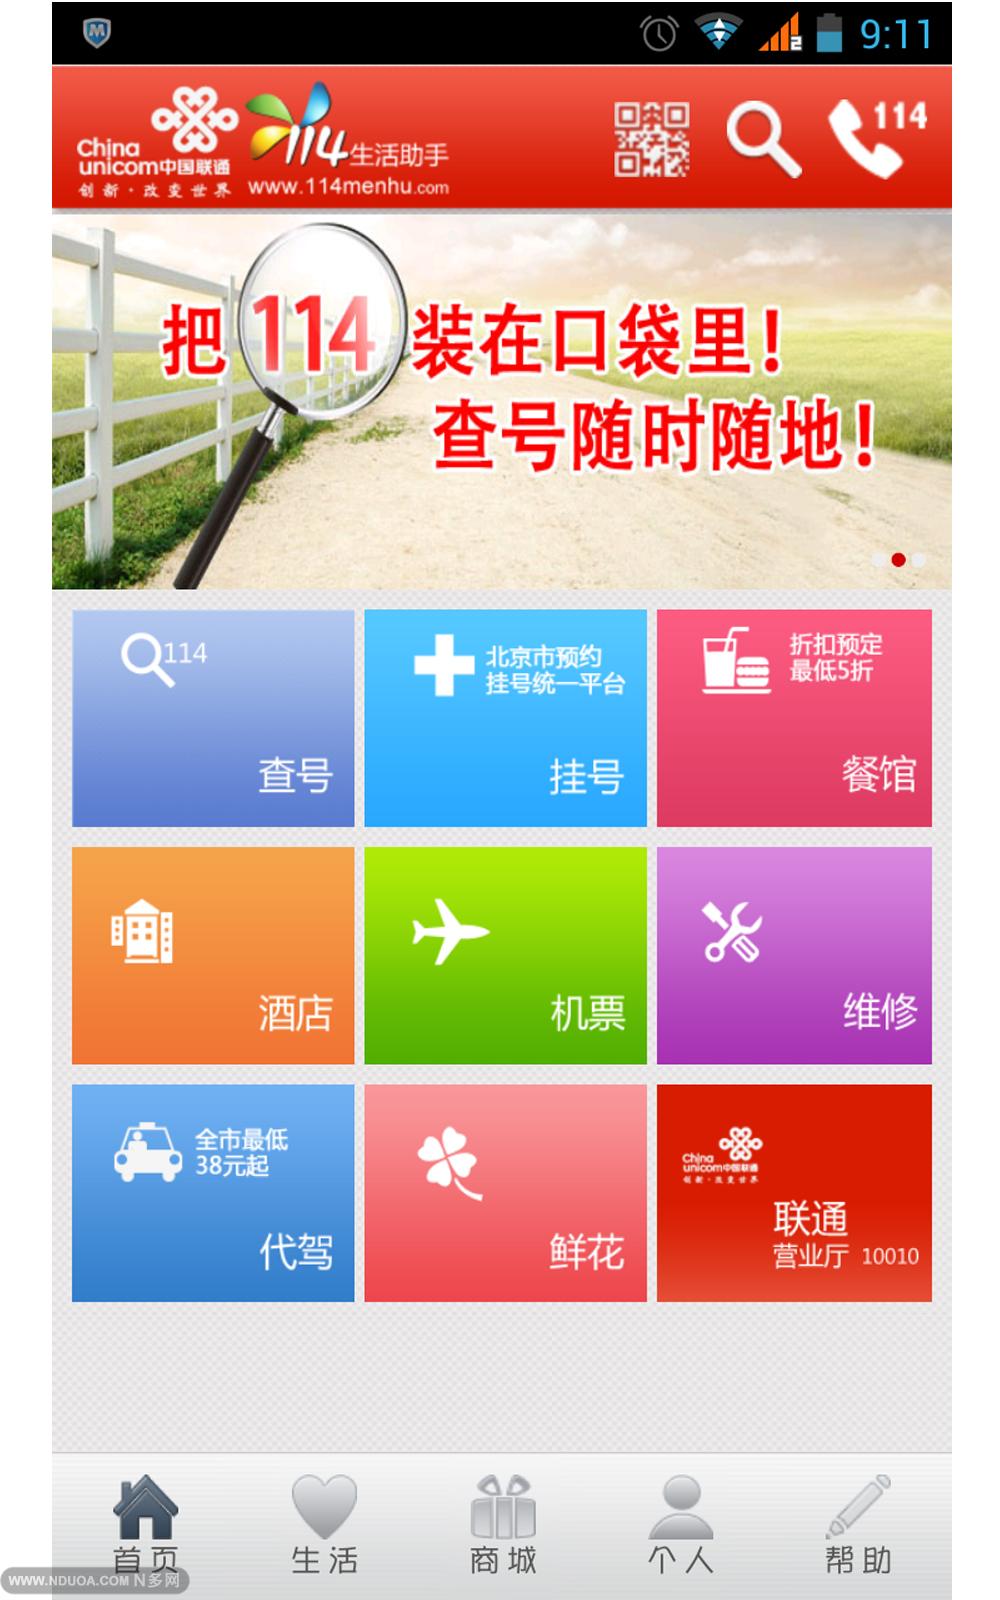 9:11
China
unicom中国联通
创新·改变世界
114生活助手
www.114menhu.com
114
把114装在口袋里！
查号随时随地！
114
查号
北京市预约
挂号统一平台
挂号
折扣预定
最低5折
餐馆
酒店
机票
维修
全市最低
38元起
代驾
鲜花
China
unicom中国联通
创新·改变世界
联通
营业厅 10010
首页
生活
商城
个人
帮助
WWW.NDUOA.COM N多网